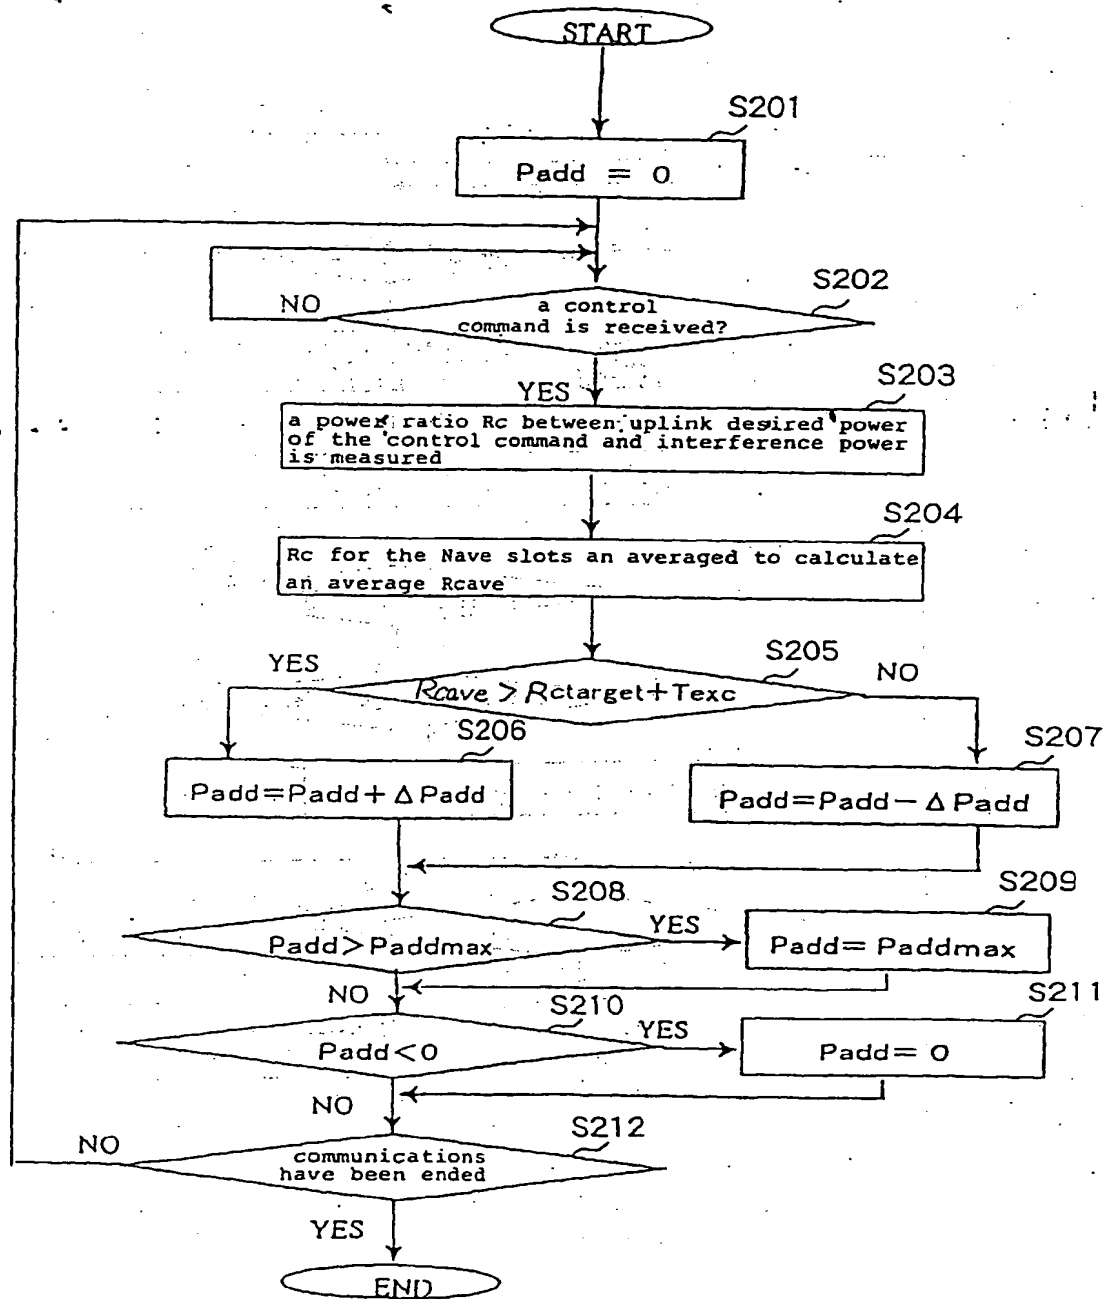 START
S201
Padd = 0
S202
NO
a control
command is received?
YES
S203
a power ratio Rc between uplink desired power
of the control command and interference power
is measured
S204
Rc for the Nave slots an averaged to calculate
an average Rcave
S205
YES
NO
Rcave > Rctarget+Texc
S206
S207
Padd=Padd+ Δ Padd
Padd=Padd− Δ Padd
S208
S209
YES
Padd>Paddmax
Padd= Paddmax
NO
S210
S211
YES
Padd<0
Padd= 0
NO
S212
NO
communications
have been ended
YES
END